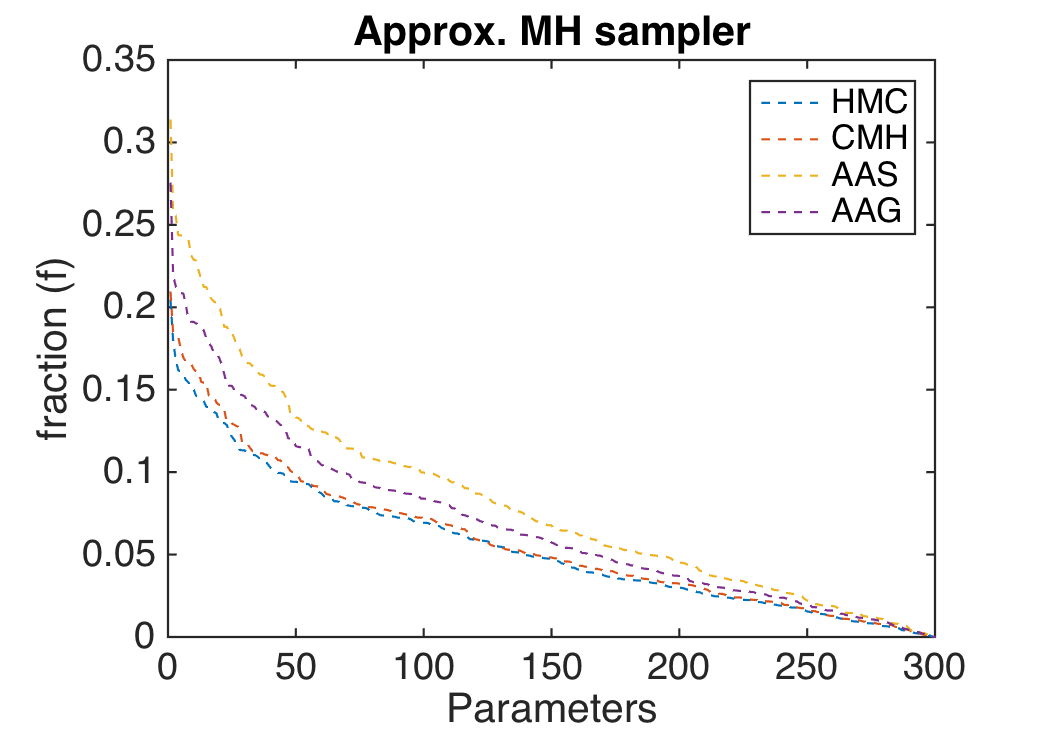 Approx. MH sampler
0.35
0.3
0.25
0.2
0.15
0.1
0.05
0
fraction (f)
HMC
CMH
AAS
AAG
0 50 100 150 200 250 300
Parameters